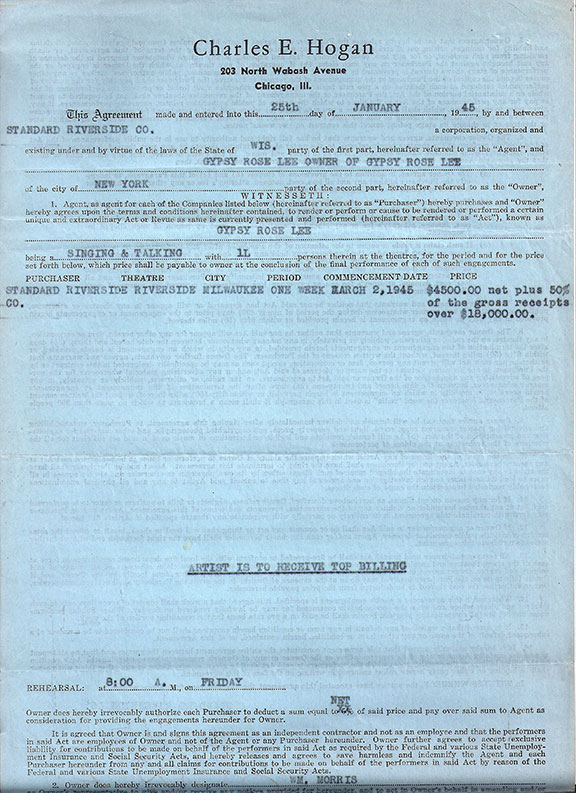 Charles E. Hogan
203 North Wabash Avenue
Chicago, Ill.
This Agreement made and entered into this 25th day of JANUARY 1945, by and between
STANDARD RIVERSIDE CO. a corporation, organized and
existing under and by virtue of the laws of the State of WIS. party of the first part, hereinafter referred to as the "Agent", and
GYPSY ROSE LEE OWNER OF GYPSY ROSE LEE
of the city of NEW YORK party of the second part, hereinafter referred to as the "Owner",
WITNESSETH:
1. Agent, as agent for each of the Companies listed below (hereinafter referred to as "Purchaser") hereby purchases and "Owner"
hereby agrees upon the terms and conditions hereinafter contained, to render or perform or cause to be rendered or performed a certain
unique and extraordinary Act or Revue as same is currently presented and performed (hereinafter referred to as "Act"), known as
GYPSY ROSE LEE
being a SINGING & TALKING with 1L persons therein at the theatres, for the period and for the price
set forth below, which price shall be payable to owner at the conclusion of the final performance of each of such engagements.
PURCHASER THEATRE CITY PERIOD COMMENCEMENT DATE PRICE
STANDARD RIVERSIDE RIVERSIDE MILWAUKEE ONE WEEK MARCH 2,1945 $4500.00 net plus 50%
CO. of the gross receipts
over $18,000.00.
ARTIST IS TO RECEIVE TOP BILLING
REHEARSAL: at 8:00 A. M., on FRIDAY
NET
Owner does hereby irrevocably authorize each Purchaser to deduct a sum equal to % of said price and pay over said sum to Agent as
consideration for providing the engagements hereunder for Owner.
It is agreed that Owner is and signs this agreement as an independent contractor and not as an employee and that the performers
in said Act are employees of Owner and not of the Agent or any Purchaser hereunder. Owner further agrees to accept exclusive
liability for contributions to be made on behalf of the performers in said Act as required by the Federal and various State Unemploy-
ment Insurance and Social Security Acts, and hereby releases and agrees to save harmless and indemnify the Agent and each
Purchaser hereunder from any and all claims for contributions to be made on behalf of the performers in said Act by reason of the
Federal and various State Unemployment Insurance and Social Security Acts.
2. Owner does hereby irrevocably designate WM. MORRIS